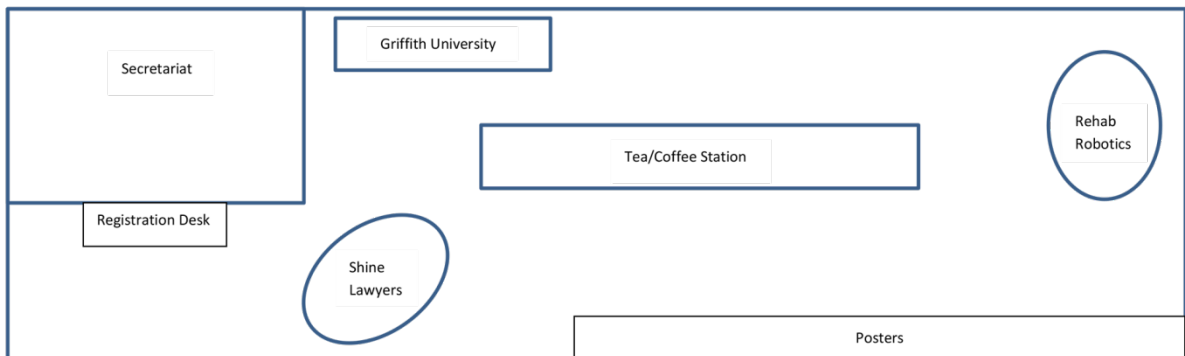 Griffith University
Secretariat
Rehab
Robotics
Tea/Coffee Station
Registration Desk
Shine
Lawyers
Posters